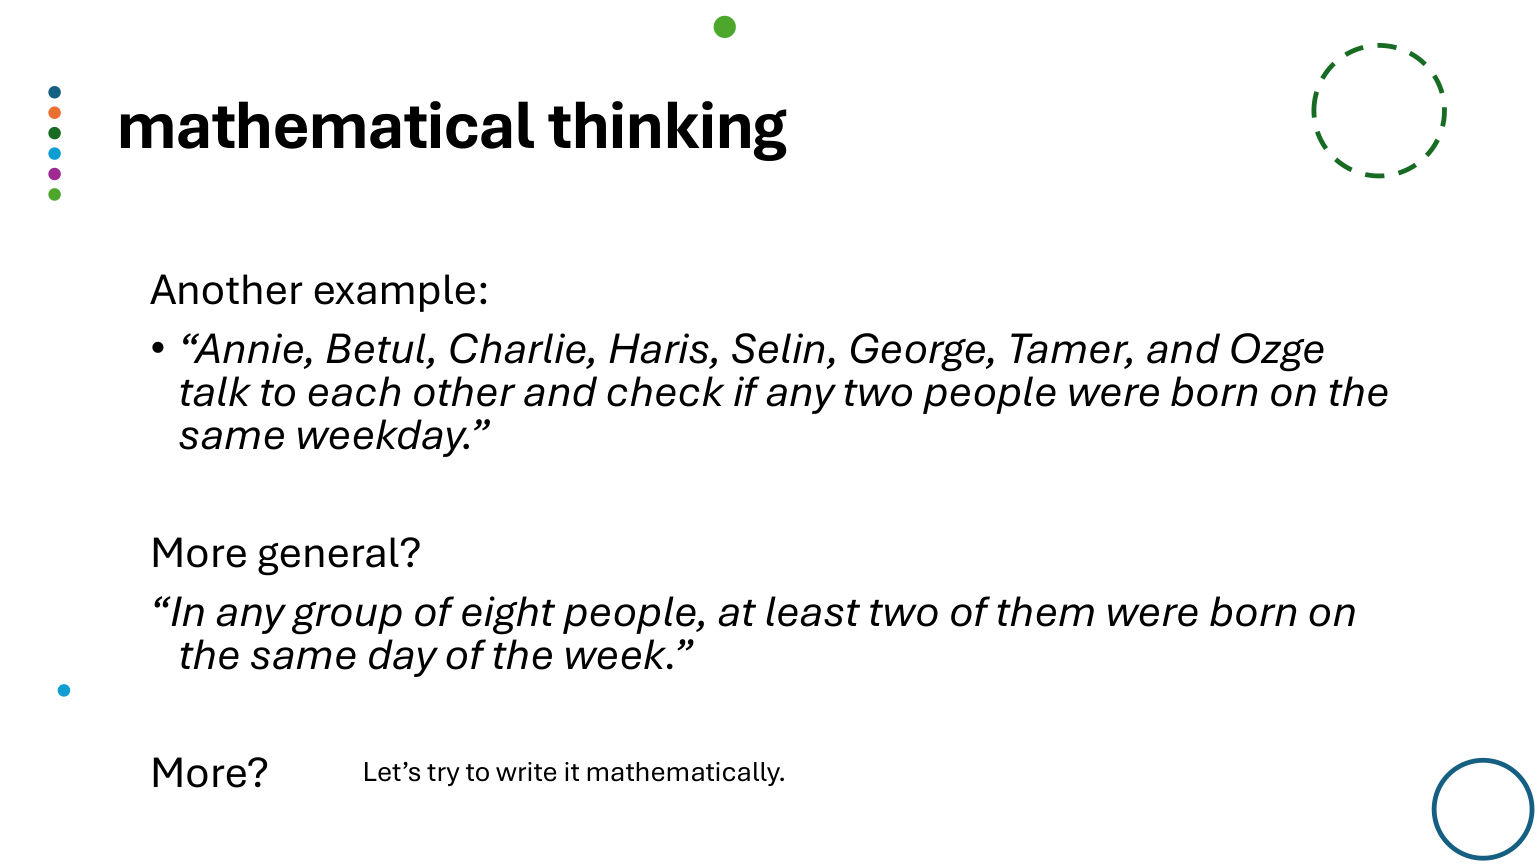 mathematical thinking
Another example:
• “Annie, Betul, Charlie, Haris, Selin, George, Tamer, and Ozge
talk to each other and check if any two people were born on the
same weekday.”
More general?
“In any group of eight people, at least two of them were born on
the same day of the week.”
More? Let’s try to write it mathematically.